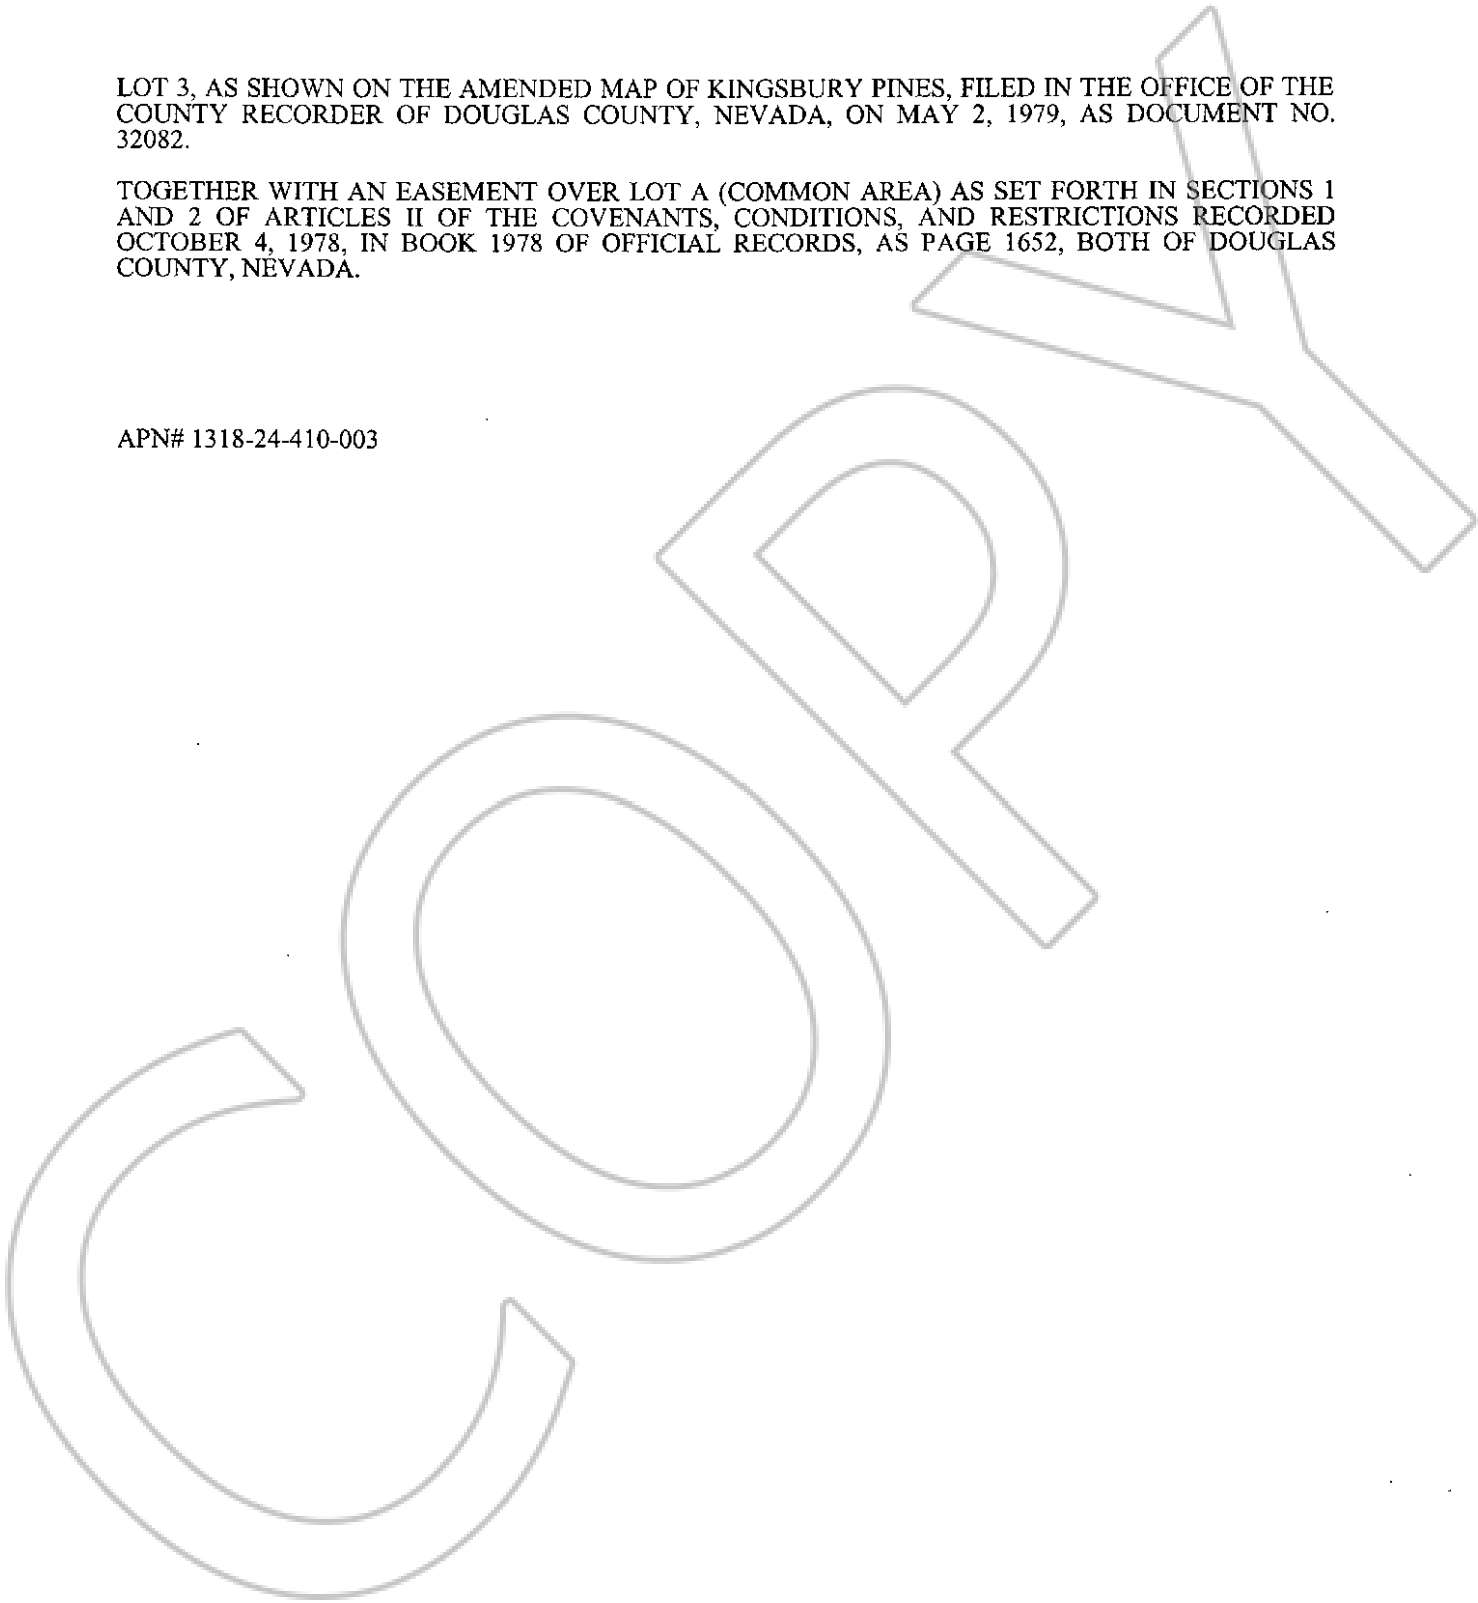 LOT 3, AS SHOWN ON THE AMENDED MAP OF KINGSBURY PINES, FILED IN THE OFFICE OF THE
COUNTY RECORDER OF DOUGLAS COUNTY, NEVADA, ON MAY 2, 1979, AS DOCUMENT NO.
32082.
TOGETHER WITH AN EASEMENT OVER LOT A (COMMON AREA) AS SET FORTH IN SECTIONS 1
AND 2 OF ARTICLES II OF THE COVENANTS, CONDITIONS, AND RESTRICTIONS RECORDED
OCTOBER 4, 1978, IN BOOK 1978 OF OFFICIAL RECORDS, AS PAGE 1652, BOTH OF DOUGLAS
COUNTY, NEVADA.
APN# 1318-24-410-003
COPY